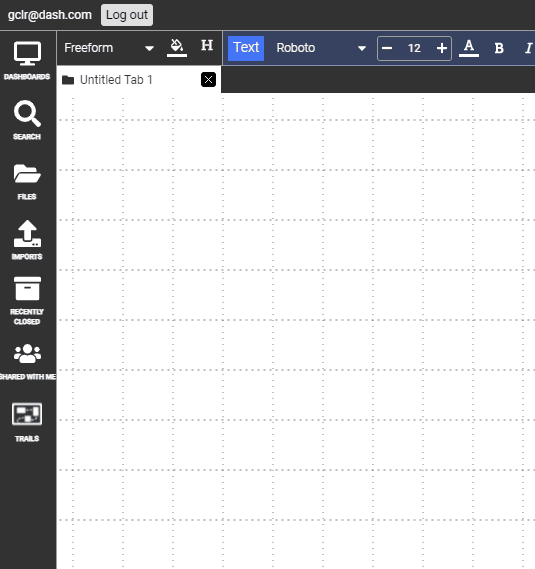 gclr@dash.com Log out
Freeform H Text Roboto 12 A B I
Untitled Tab 1
DASHBOARDS
SEARCH
FILES
IMPORTS
RECENTLY
CLOSED
SHARED WITH ME
TRAILS